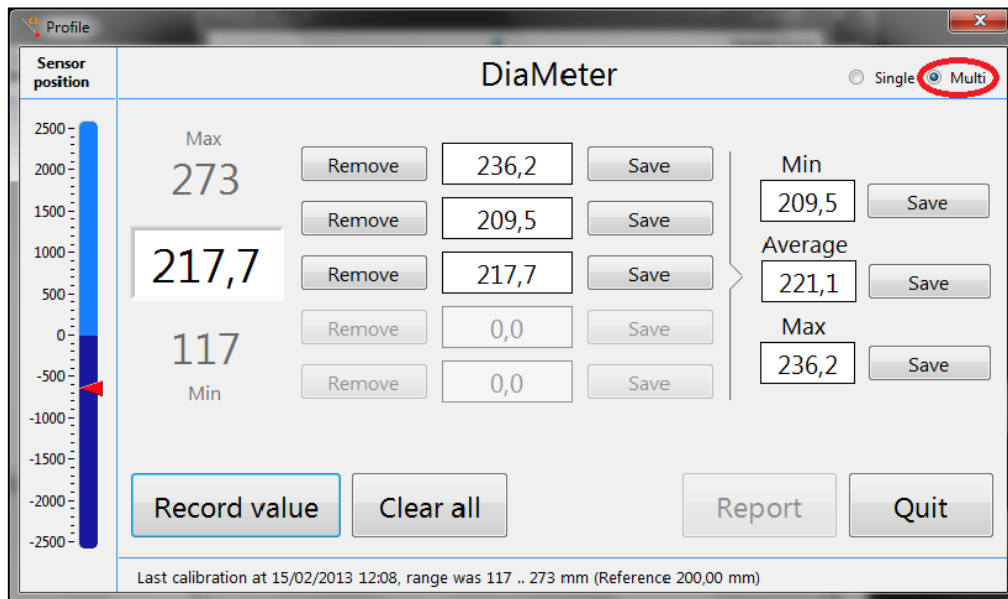 CL Profile
x
Sensor
position
DiaMeter
Single Multi
2500
2000
1500
1000
500
0
-500
-1000
-1500
-2000
-2500
Max
273
217,7
117
Min
Remove 236,2 Save
Remove 209,5 Save
Remove 217,7 Save
Remove 0,0 Save
Remove 0,0 Save
Min
209,5 Save
Average
221,1 Save
Max
236,2 Save
Record value Clear all Report Quit
Last calibration at 15/02/2013 12:08, range was 117 .. 273 mm (Reference 200,00 mm)